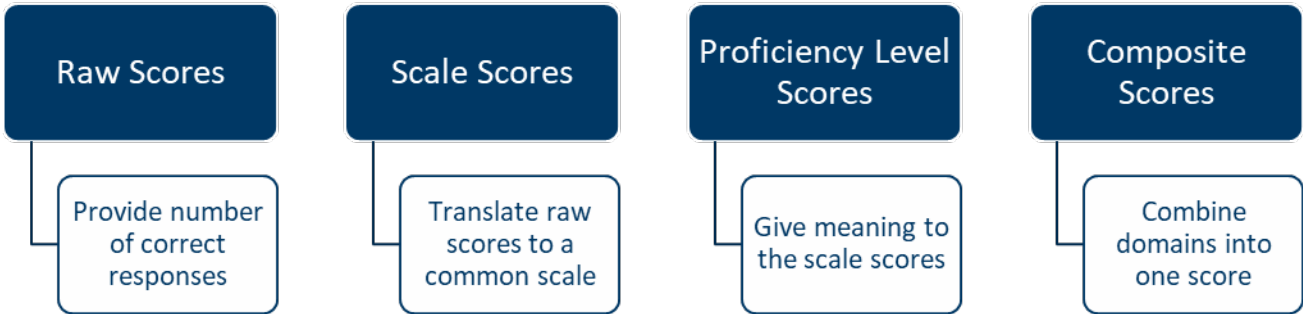 Raw Scores
Provide number
of correct
responses
Scale Scores
Translate raw
scores to a
common scale
Proficiency Level
Scores
Give meaning to
the scale scores
Composite
Scores
Combine
domains into
one score